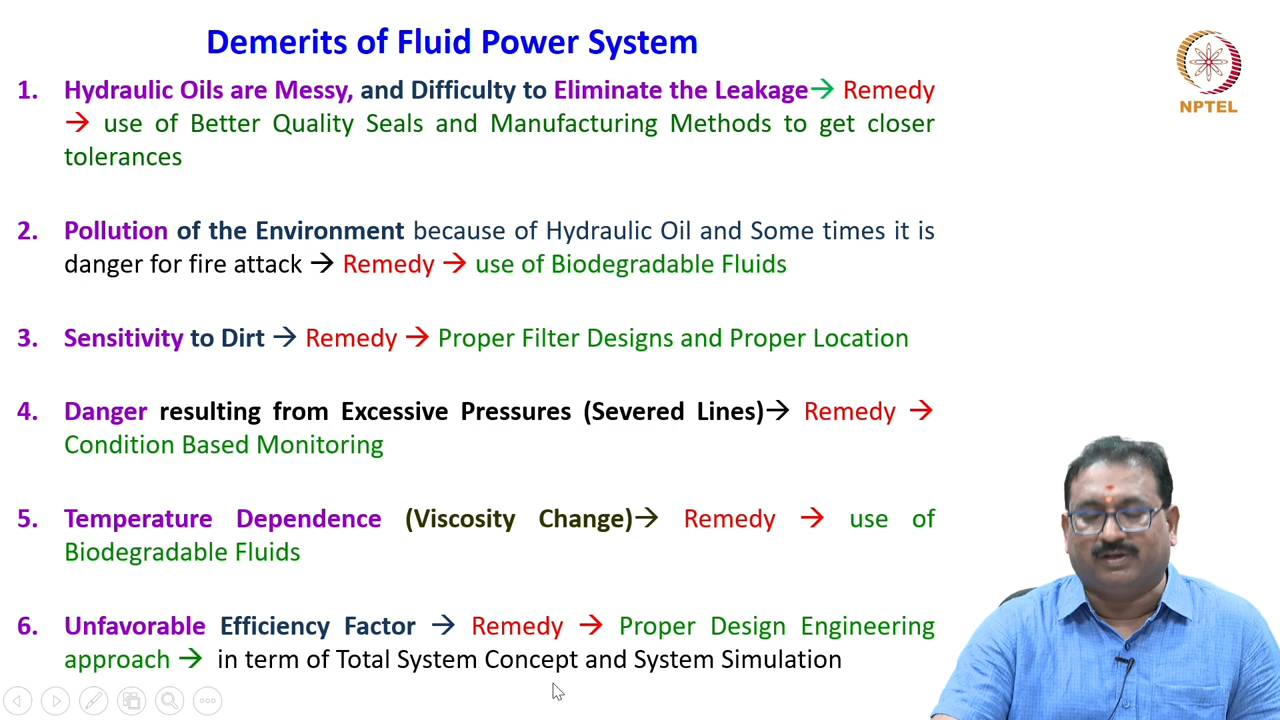 Demerits of Fluid Power System
NPTEL
1. Hydraulic Oils are Messy, and Difficulty to Eliminate the Leakage→ Remedy
→ use of Better Quality Seals and Manufacturing Methods to get closer
tolerances
2. Pollution of the Environment because of Hydraulic Oil and Some times it is
danger for fire attack → Remedy → use of Biodegradable Fluids
3. Sensitivity to Dirt → Remedy → Proper Filter Designs and Proper Location
4. Danger resulting from Excessive Pressures (Severed Lines)→ Remedy →
Condition Based Monitoring
5. Temperature Dependence (Viscosity Change)→ Remedy → use of
Biodegradable Fluids
6. Unfavorable Efficiency Factor → Remedy → Proper Design Engineering
approach → in term of Total System Concept and System Simulation